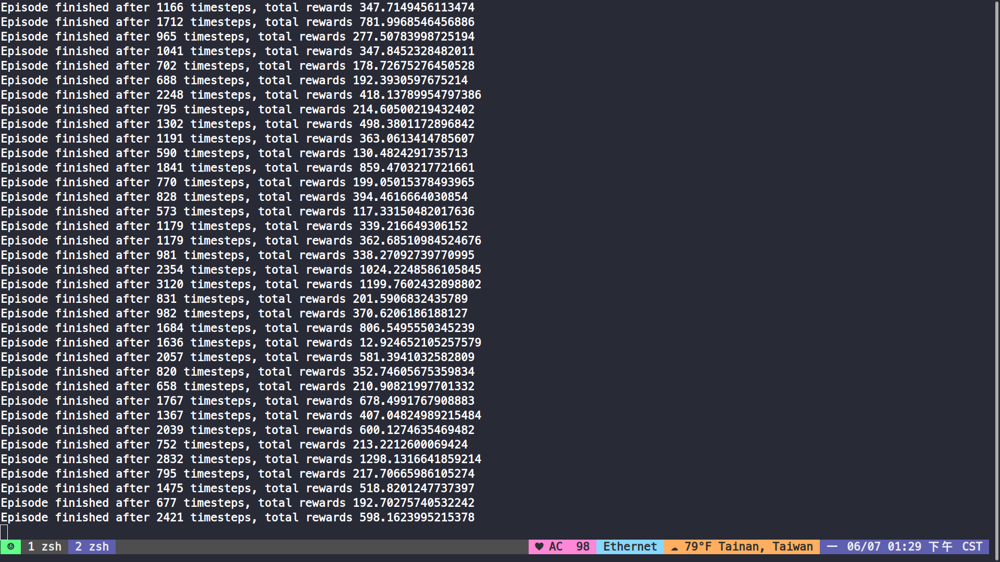 Episode finished after 1166 timesteps, total rewards 347.7149456113474
Episode finished after 1712 timesteps, total rewards 781.9968546456886
Episode finished after 965 timesteps, total rewards 277.50783998725194
Episode finished after 1041 timesteps, total rewards 347.8452328482011
Episode finished after 702 timesteps, total rewards 178.72675276450528
Episode finished after 688 timesteps, total rewards 192.3930597675214
Episode finished after 2248 timesteps, total rewards 418.13789954797386
Episode finished after 795 timesteps, total rewards 214.60500219432402
Episode finished after 1302 timesteps, total rewards 498.3801172896842
Episode finished after 1191 timesteps, total rewards 363.0613414785607
Episode finished after 590 timesteps, total rewards 130.4824291735713
Episode finished after 1841 timesteps, total rewards 859.4703217721661
Episode finished after 770 timesteps, total rewards 199.05015378493965
Episode finished after 828 timesteps, total rewards 394.4616664030854
Episode finished after 573 timesteps, total rewards 117.33150482017636
Episode finished after 1179 timesteps, total rewards 339.216649306152
Episode finished after 1179 timesteps, total rewards 362.68510984524676
Episode finished after 981 timesteps, total rewards 338.27092739770995
Episode finished after 2354 timesteps, total rewards 1024.2248586105845
Episode finished after 3120 timesteps, total rewards 1199.7602432898802
Episode finished after 831 timesteps, total rewards 201.5906832435789
Episode finished after 982 timesteps, total rewards 370.6206186188127
Episode finished after 1684 timesteps, total rewards 806.5495550345239
Episode finished after 1636 timesteps, total rewards 12.924652105257579
Episode finished after 2057 timesteps, total rewards 581.3941032582809
Episode finished after 820 timesteps, total rewards 352.74605675359834
Episode finished after 658 timesteps, total rewards 210.90821997701332
Episode finished after 1767 timesteps, total rewards 678.4991767908883
Episode finished after 1367 timesteps, total rewards 407.04824989215484
Episode finished after 2039 timesteps, total rewards 600.1274635469482
Episode finished after 752 timesteps, total rewards 213.2212600069424
Episode finished after 2832 timesteps, total rewards 1298.1316641859214
Episode finished after 795 timesteps, total rewards 217.70665986105274
Episode finished after 1475 timesteps, total rewards 518.8201247737397
Episode finished after 677 timesteps, total rewards 192.70275740532242
Episode finished after 2421 timesteps, total rewards 598.1623995215378
☺ 1 zsh 2 zsh ♥ AC 98 Ethernet ☁ 79°F Tainan, Taiwan 一 06/07 01:29 下午 CST